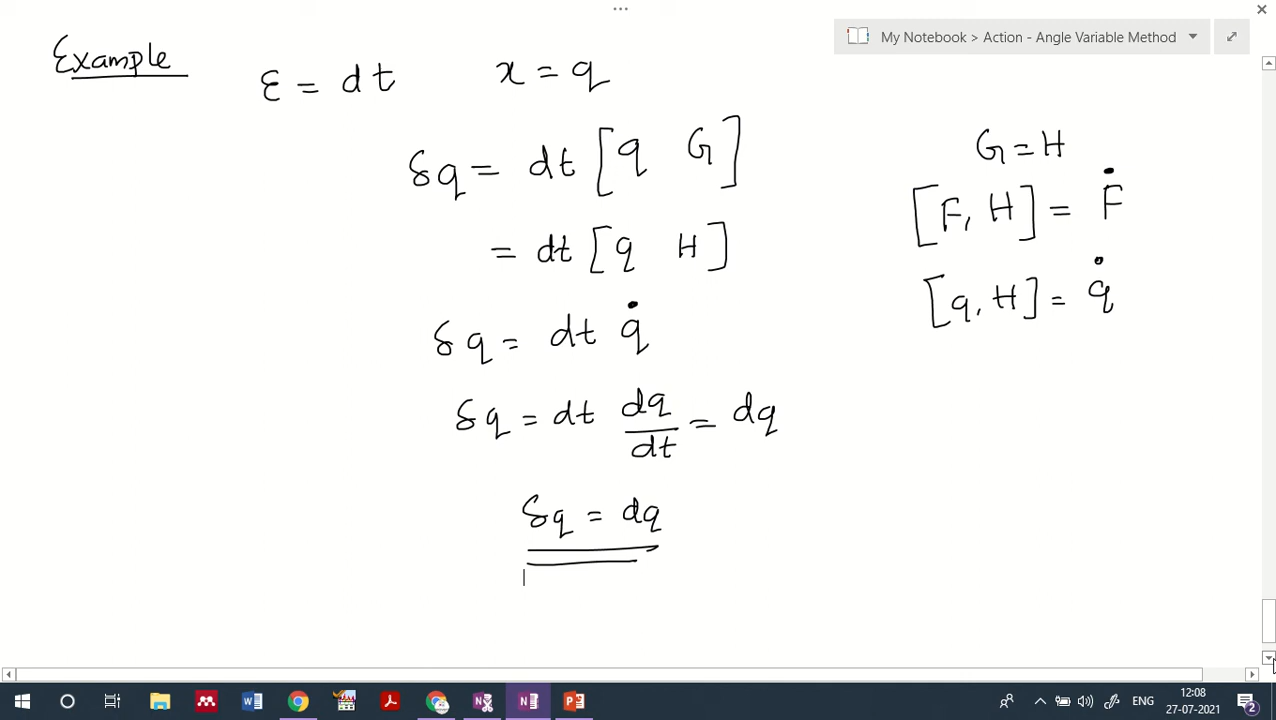 My Notebook > Action - Angle Variable Method
Example
ε = dt x = q
δq = dt [q G]
G = H
= dt [q H]
[F, H] = Ḟ
δq = dt q̇
[q, H] = q̇
δq = dt dq/dt = dq
δq = dq
ENG
12:08
27-07-2021
2